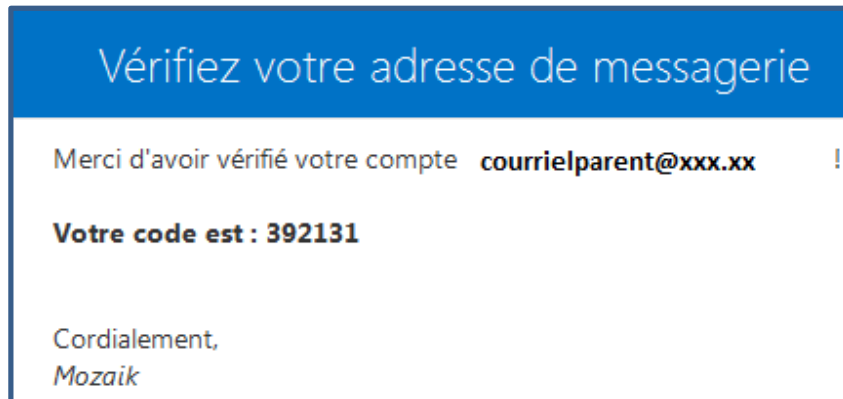 Vérifiez votre adresse de messagerie
Merci d'avoir vérifié votre compte courrielparent@xxx.xx !
Votre code est : 392131
Cordialement,
Mozaik